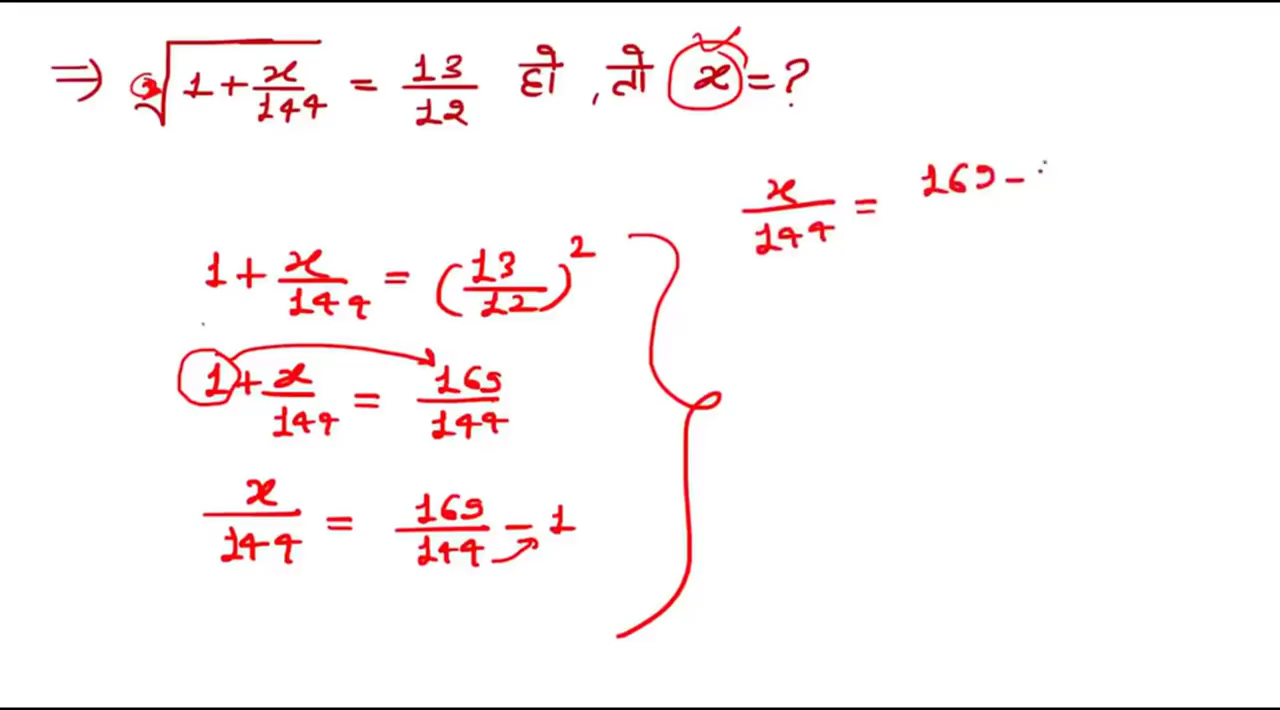 ⇒ √(1 + x/144) = 13/12 हो , तो x = ?
1 + x/144 = (13/12)²
1 + x/144 = 169/144
x/144 = 169/144 - 1
x/144 = 169 -